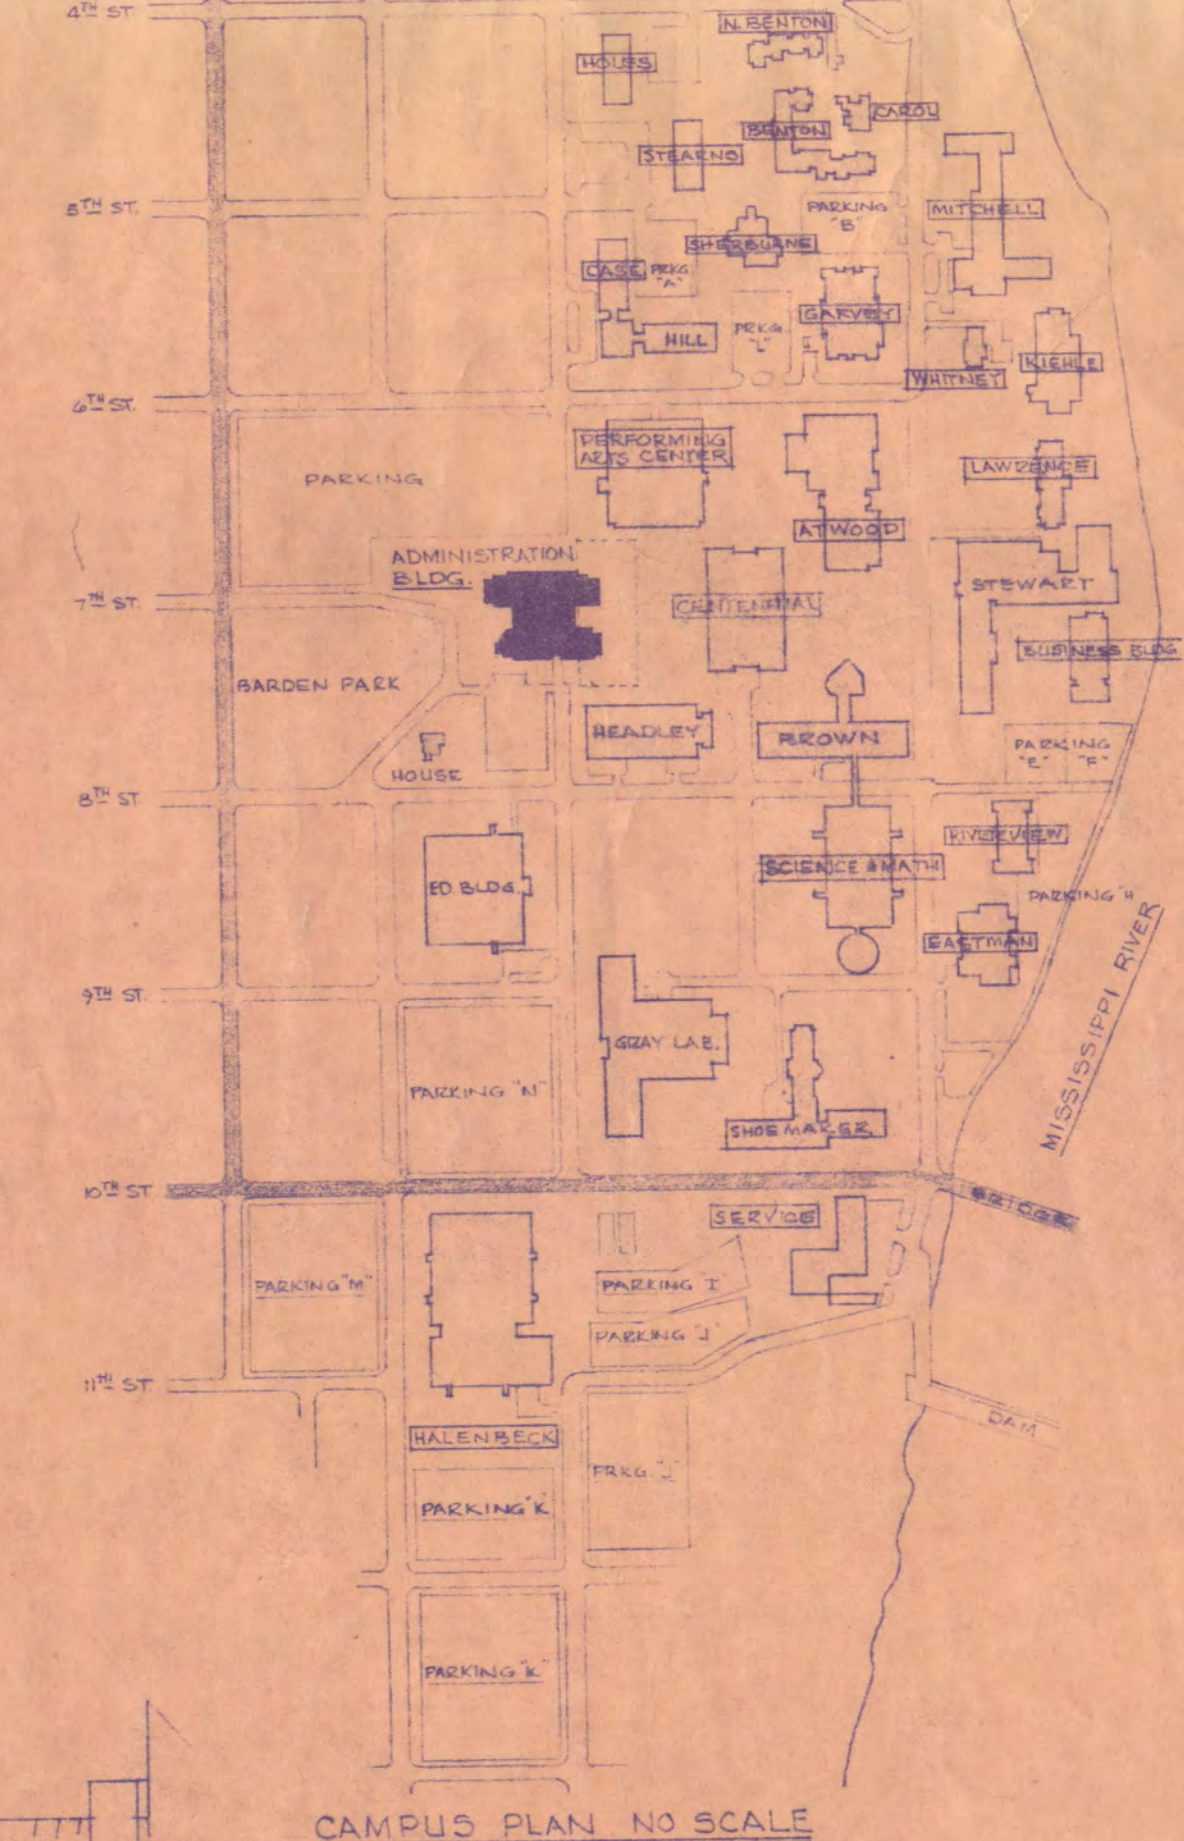 4TH ST
N. BENTON
HOLES
CAROL
BENTON
STEARNS
5TH ST.
PARKING
"B"
MITCHELL
SHERBURNE
CASE
PRKG.
"A"
GARVEY
PRKG.
"L"
HILL
KIEHLE
WHITNEY
6TH ST.
PERFORMING
ARTS CENTER
LAWRENCE
PARKING
ATWOOD
ADMINISTRATION
BLDG.
STEWART
7TH ST.
CENTENNIAL
BUSINESS BLDG
BARDEN PARK
HEADLEY
BROWN
PARKING
"E" "F"
HOUSE
8TH ST
RIVERVIEW
SCIENCE & MATH
ED. BLDG.
PARKING "H
EASTMAN
MISSISSIPPI RIVER
9TH ST.
GRAY LAB.
PARKING "N"
SHOEMAKER
10TH ST
BRIDGE
SERVICE
PARKING "M"
PARKING "I"
PARKING "J"
11TH ST
DAM
HALENBECK
PRKG. "J"
PARKING "K"
PARKING "K"
CAMPUS PLAN NO SCALE